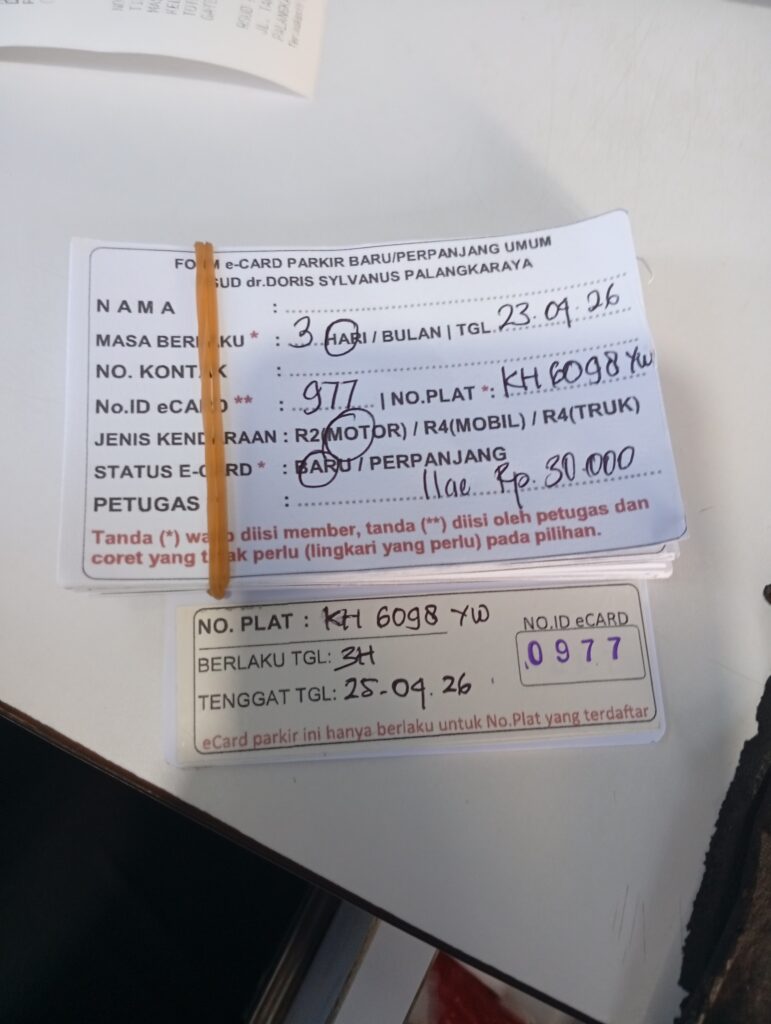 FORM e-CARD PARKIR BARU/PERPANJANG UMUM
RSUD dr.DORIS SYLVANUS PALANGKARAYA
NAMA :
MASA BERLAKU * : 3 HARI / BULAN | TGL. 23.04.26
NO. KONTAK :
No.ID eCARD ** : 977 | NO.PLAT *: KH 6098 YW
JENIS KENDARAAN : R2(MOTOR) / R4(MOBIL) / R4(TRUK)
STATUS E-CARD * : BARU / PERPANJANG
PETUGAS : Rp. 30.000
Tanda (*) wajib diisi member, tanda (**) diisi oleh petugas dan
coret yang tidak perlu (lingkari yang perlu) pada pilihan.
NO. PLAT : KH 6098 YW
NO.ID eCARD
0977
BERLAKU TGL: 3H
TENGGAT TGL: 25-04.26
eCard parkir ini hanya berlaku untuk No.Plat yang terdaftar